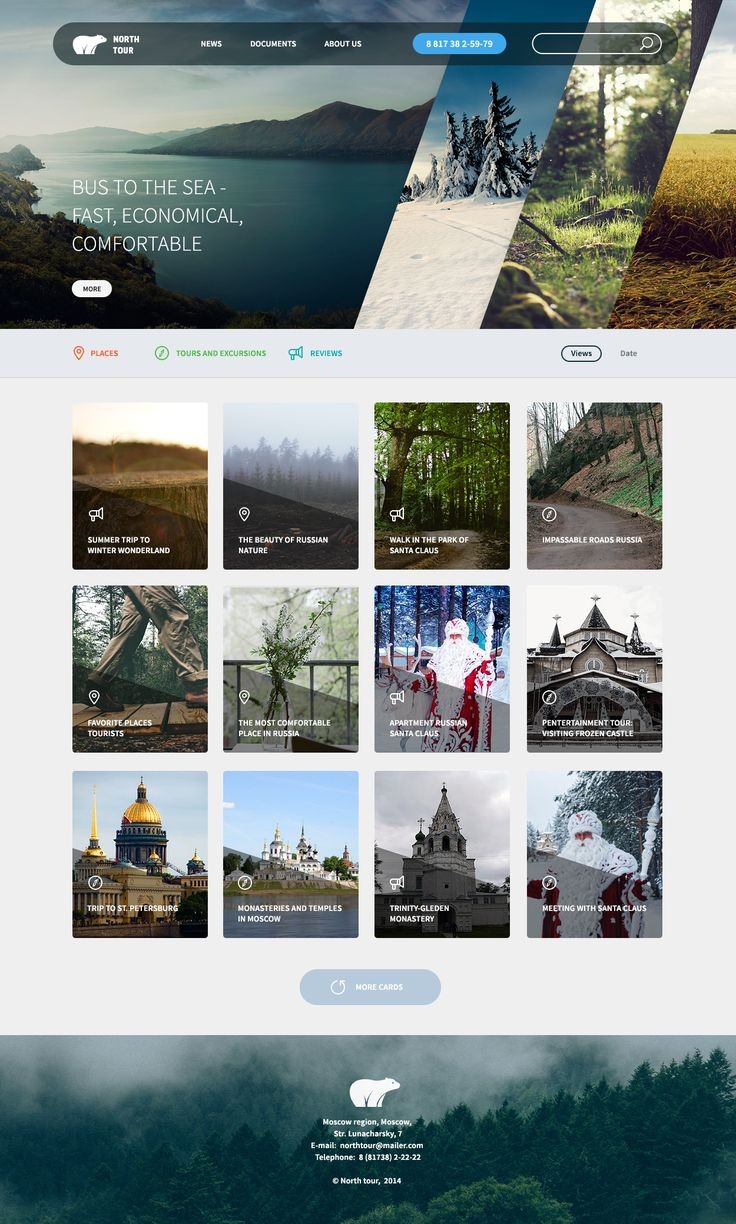 NORTH
TOUR
NEWS
DOCUMENTS
ABOUT US
8 817 38 2-59-79
BUS TO THE SEA -
FAST, ECONOMICAL,
COMFORTABLE
MORE
PLACES
TOURS AND EXCURSIONS
REVIEWS
Views
Date
SUMMER TRIP TO
WINTER WONDERLAND
THE BEAUTY OF RUSSIAN
NATURE
WALK IN THE PARK OF
SANTA CLAUS
IMPASSABLE ROADS RUSSIA
FAVORITE PLACES
TOURISTS
THE MOST COMFORTABLE
PLACE IN RUSSIA
APARTMENT RUSSIAN
SANTA CLAUS
PENTERTAINMENT TOUR:
VISITING FROZEN CASTLE
TRIP TO ST. PETERSBURG
MONASTERIES AND TEMPLES
IN MOSCOW
TRINITY-GLEDEN
MONASTERY
MEETING WITH SANTA CLAUS
MORE CARDS
Moscow region, Moscow,
Str. Lunacharsky, 7
E-mail: northtour@mailer.com
Telephone: 8 (81738) 2-22-22
© North tour, 2014